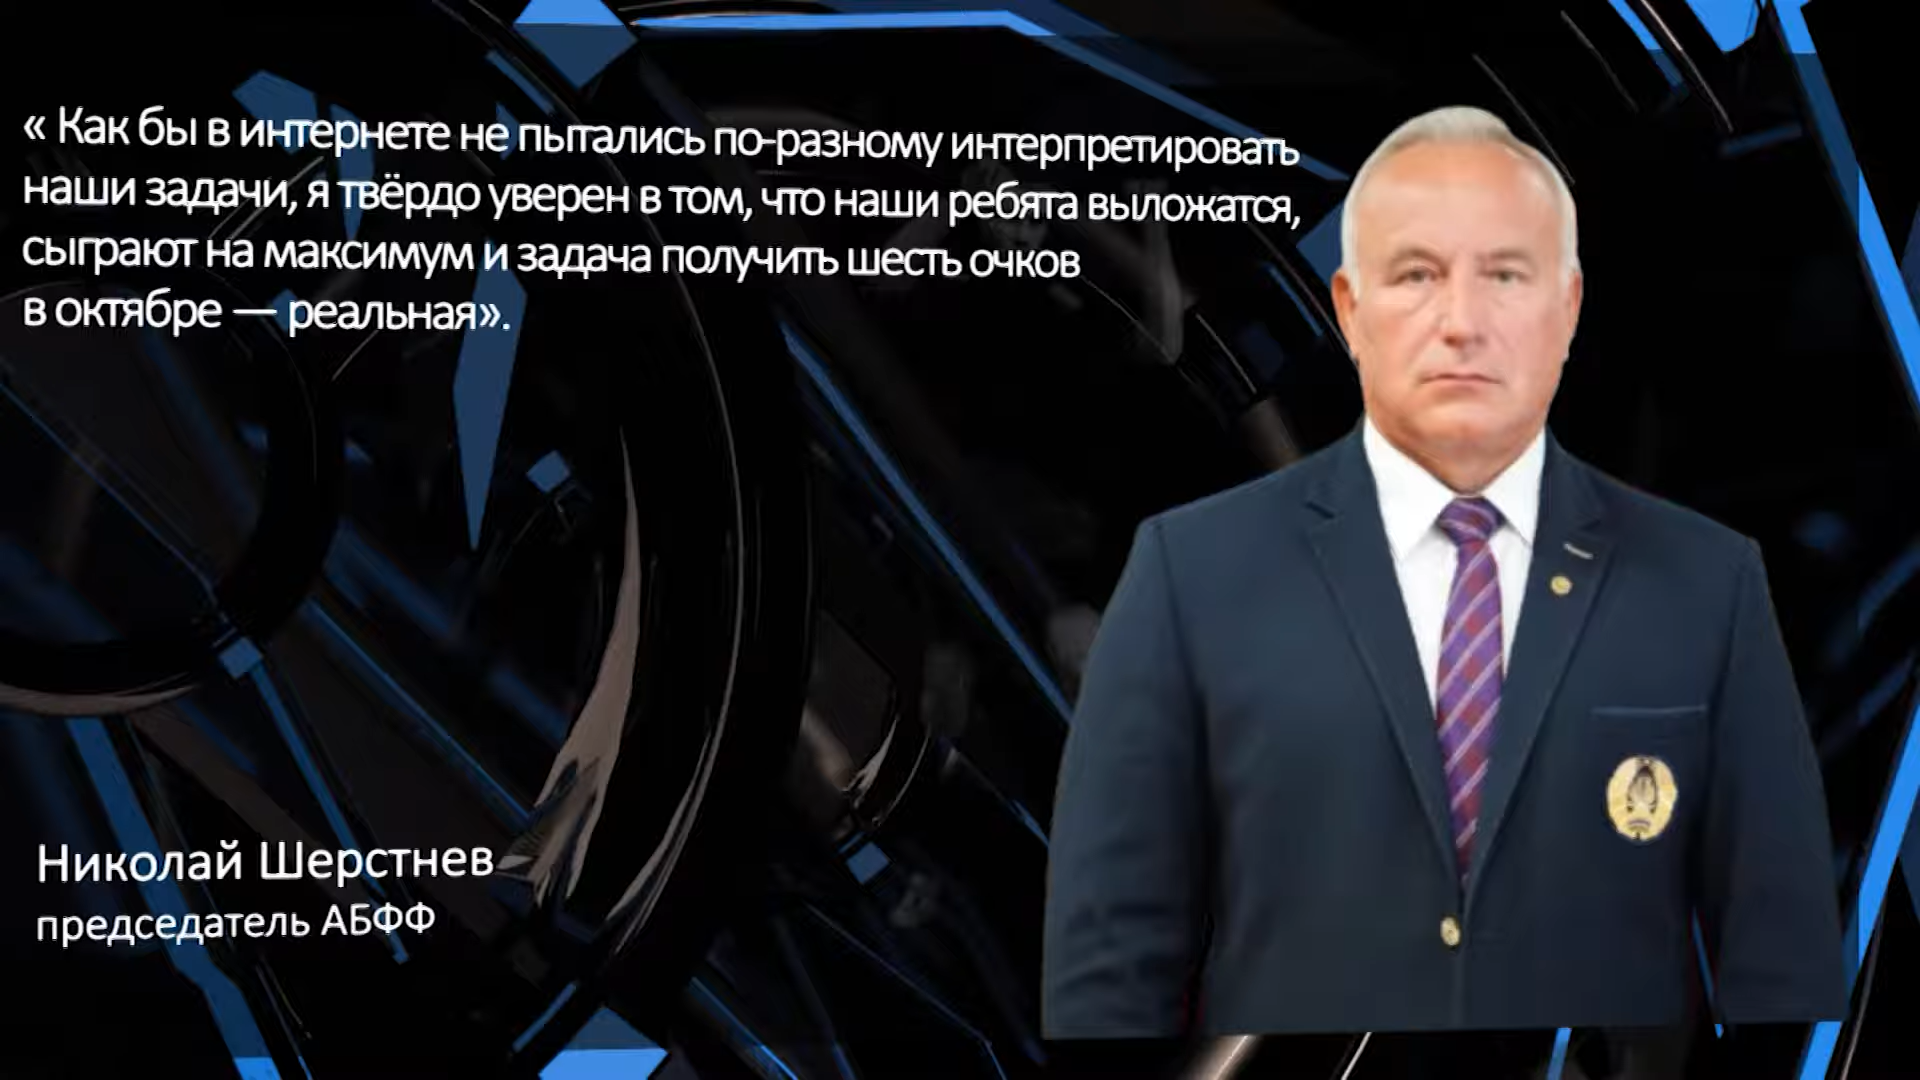 « Как бы в интернете не пытались по-разному интерпретировать
наши задачи, я твёрдо уверен в том, что наши ребята выложатся,
сыграют на максимум и задача получить шесть очков
в октябре — реальная».
Николай Шерстнев
председатель АБФФ